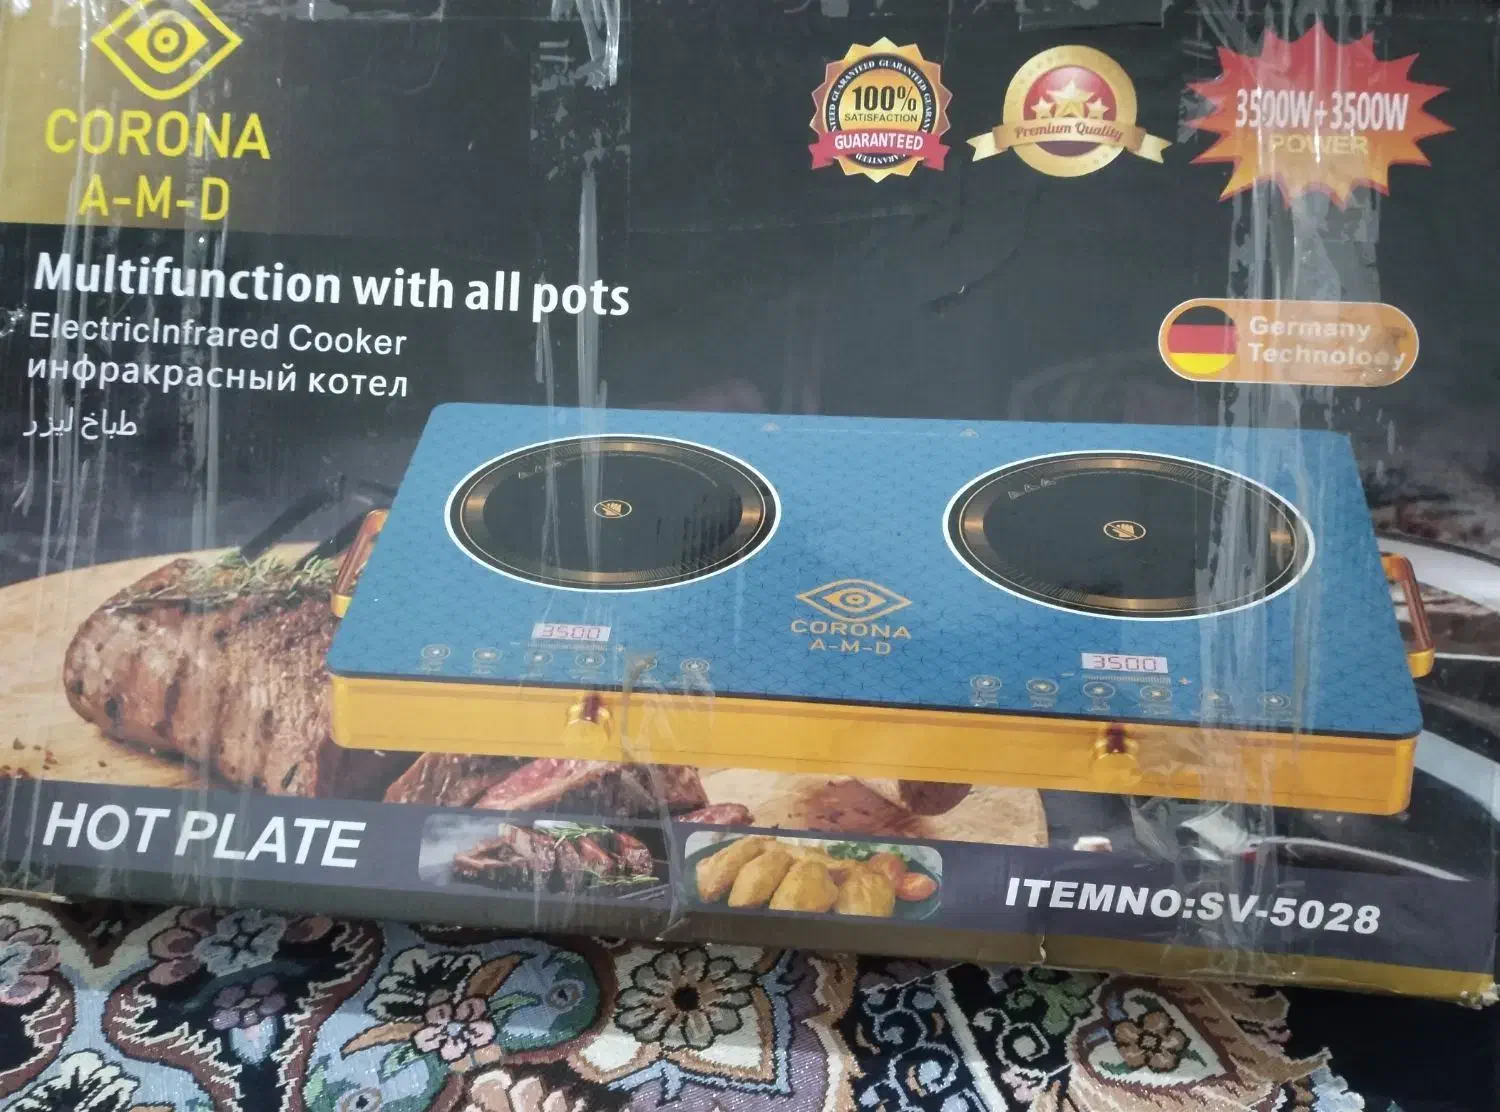 CORONA
A-M-D
100%
SATISFACTION
GUARANTEED
Premium Quality
3500W+3500W
POWER
Multifunction with all pots
ElectricInfrared Cooker
инфракрасный котел
طباخ ليزر
Germany
Technology
3500
CORONA
A-M-D
3500
HOT PLATE
ITEMNO:SV-5028